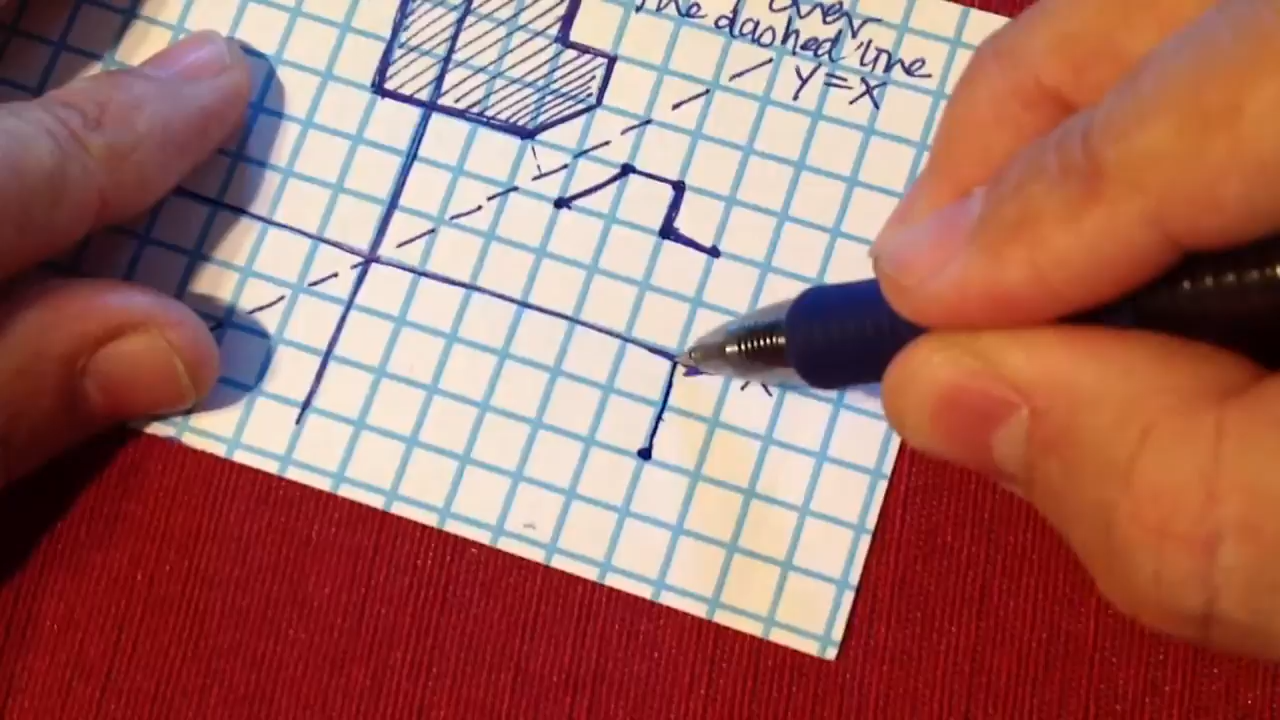 over
the dashed line
y=x
x